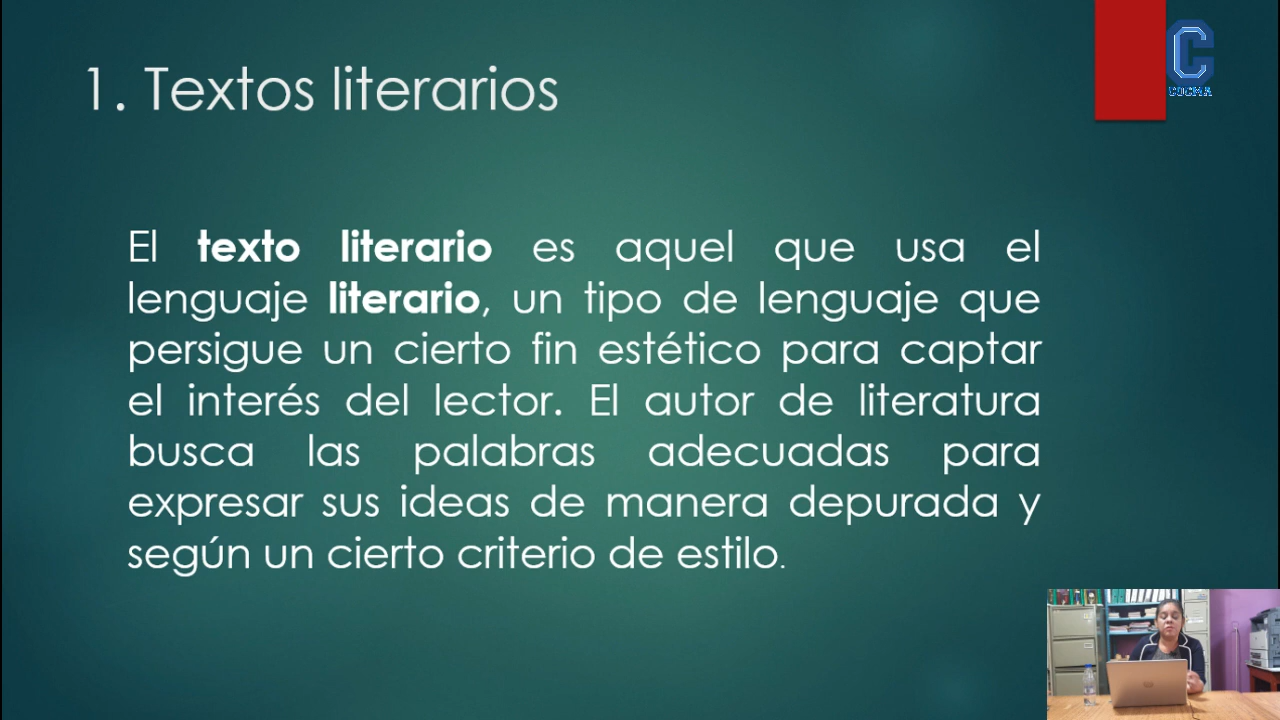 1. Textos literarios
El texto literario es aquel que usa el
lenguaje literario, un tipo de lenguaje que
persigue un cierto fin estético para captar
el interés del lector. El autor de literatura
busca las palabras adecuadas para
expresar sus ideas de manera depurada y
según un cierto criterio de estilo.
C